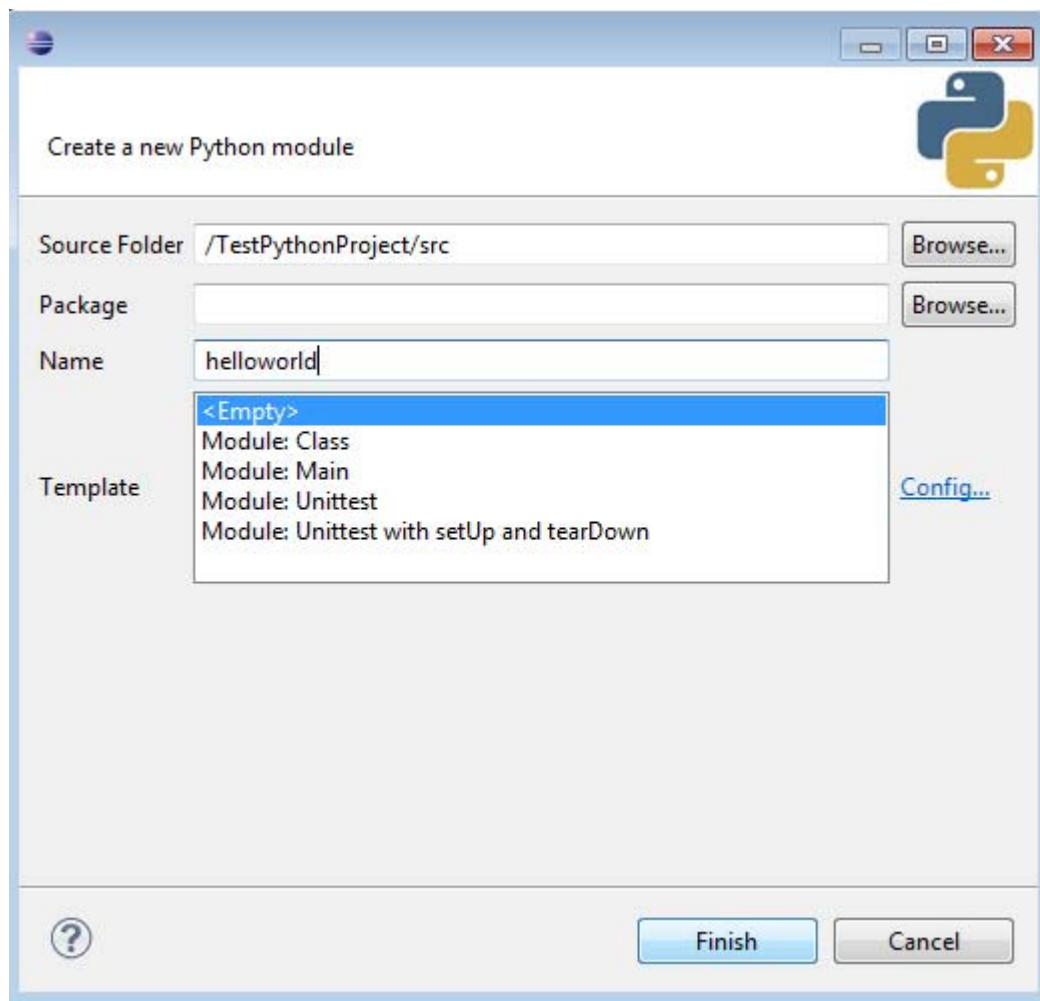 Create a new Python module
Source Folder /TestPythonProject/src Browse...
Package Browse...
Name helloworld
<Empty>
Module: Class
Module: Main
Template Module: Unittest Config...
Module: Unittest with setUp and tearDown
? Finish Cancel